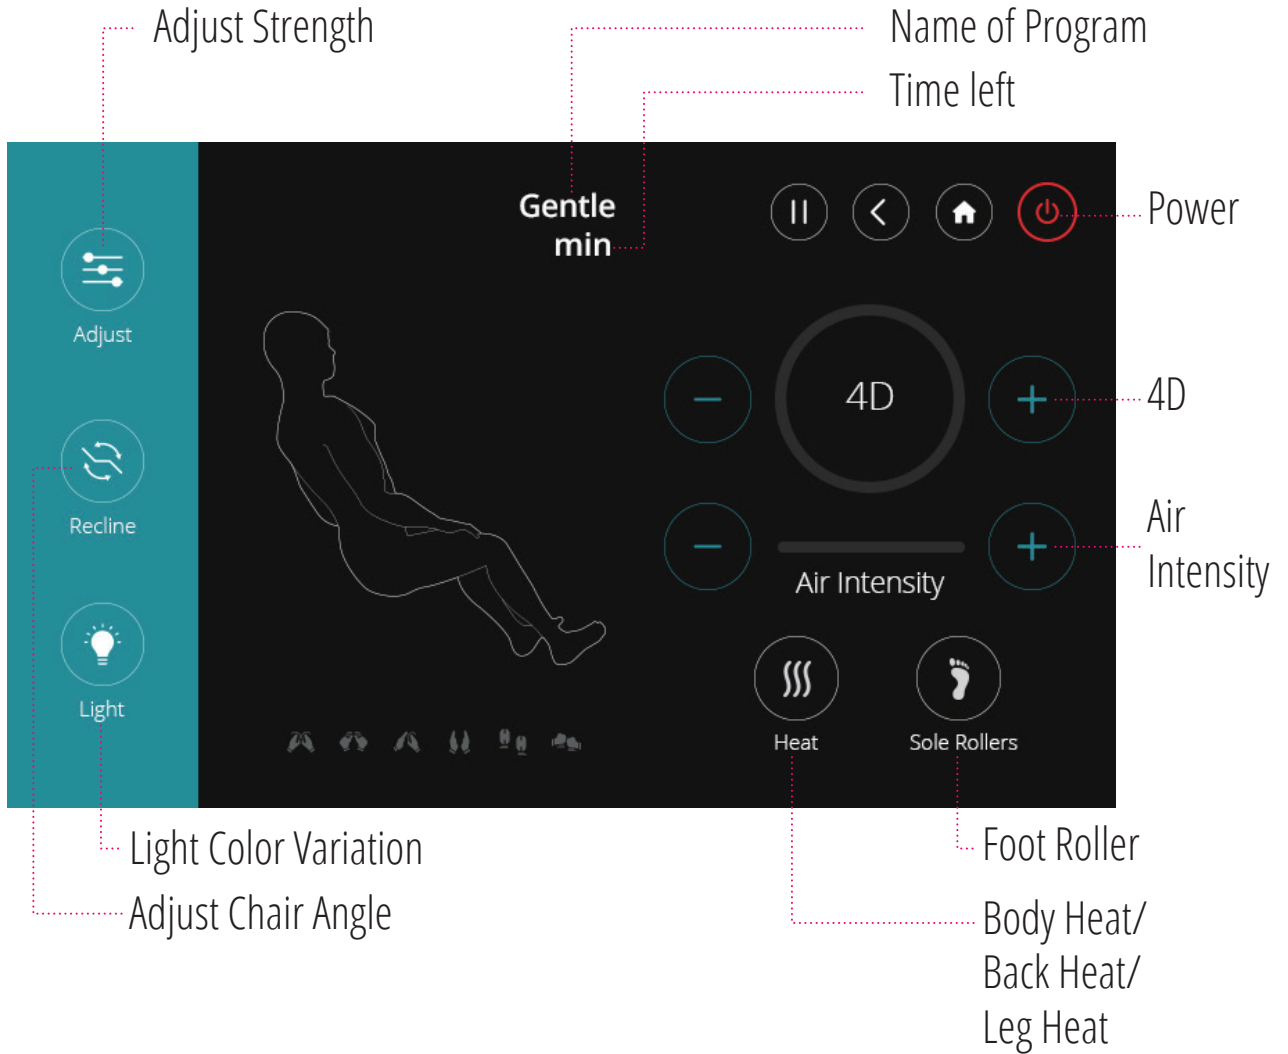 Adjust Strength
Name of Program
Time left
Gentle
min
Power
Adjust
4D
4D
Recline
Air
Intensity
Air Intensity
Light
Heat
Sole Rollers
Light Color Variation
Foot Roller
Adjust Chair Angle
Body Heat/
Back Heat/
Leg Heat